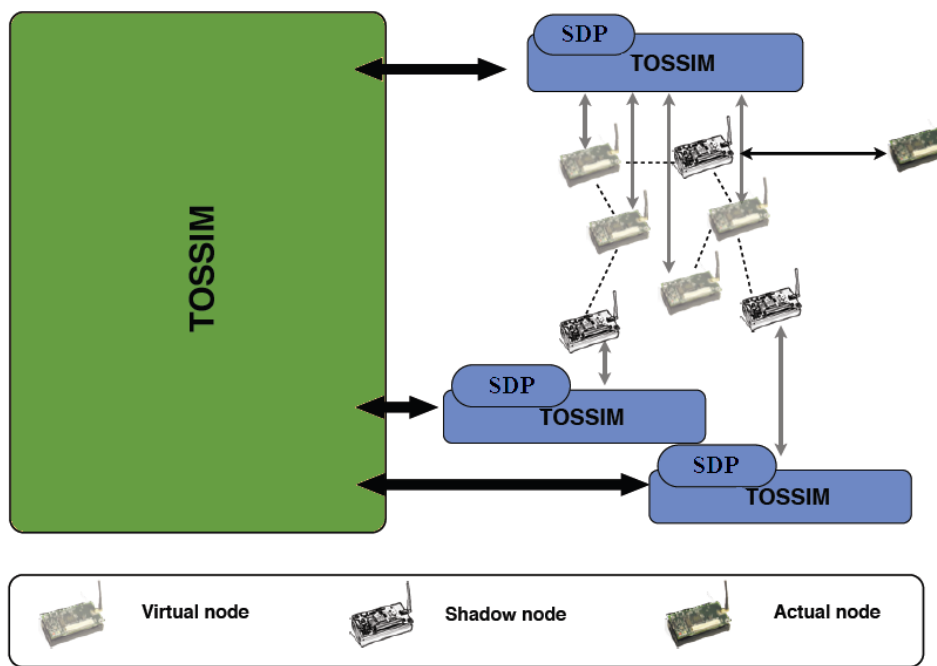 SDP
TOSSIM
TOSSIM
SDP
TOSSIM
SDP
TOSSIM
Virtual node
Shadow node
Actual node